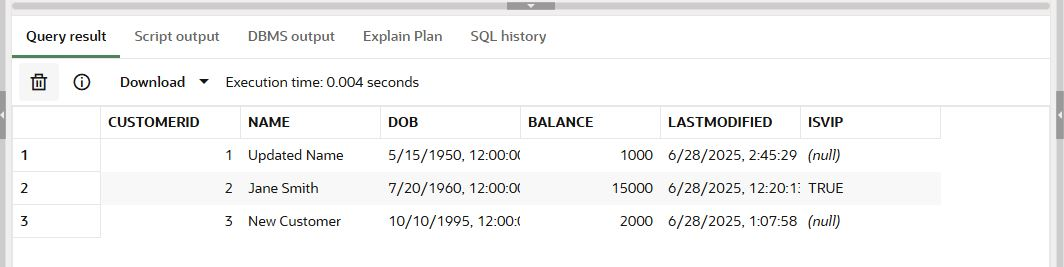 Query result Script output DBMS output Explain Plan SQL history
Download Execution time: 0.004 seconds
CUSTOMERID NAME DOB BALANCE LASTMODIFIED ISVIP
1 1 Updated Name 5/15/1950, 12:00:00 1000 6/28/2025, 2:45:29 (null)
2 2 Jane Smith 7/20/1960, 12:00:00 15000 6/28/2025, 12:20:1 TRUE
3 3 New Customer 10/10/1995, 12:00: 2000 6/28/2025, 1:07:58 (null)